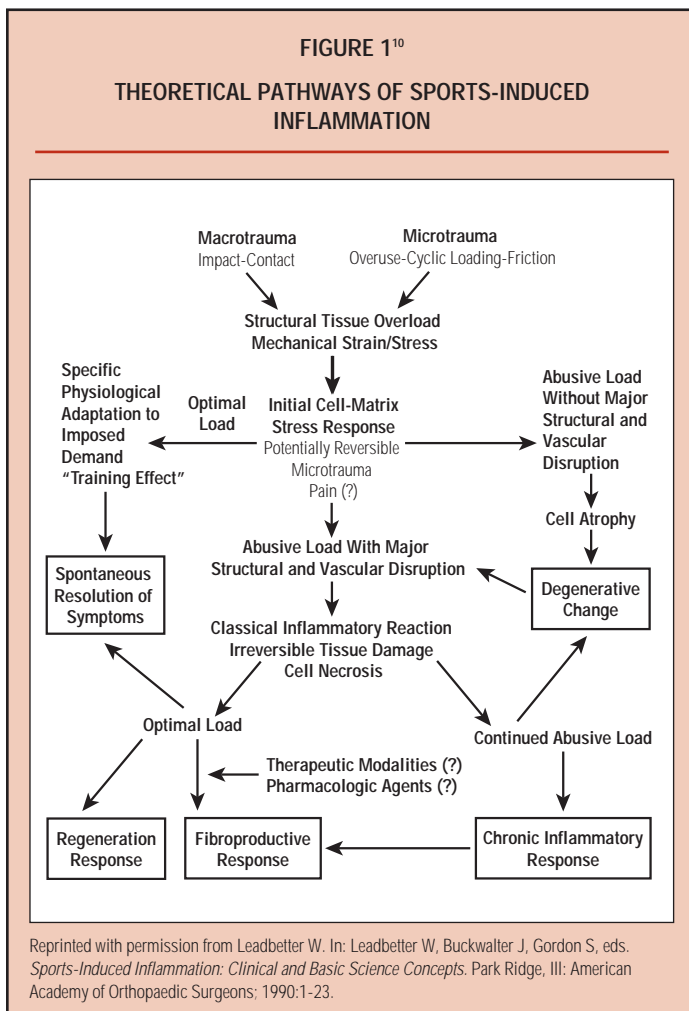 FIGURE 1¹⁰
THEORETICAL PATHWAYS OF SPORTS-INDUCED
INFLAMMATION
Macrotrauma
Impact-Contact
Microtrauma
Overuse-Cyclic Loading-Friction
Structural Tissue Overload
Mechanical Strain/Stress
Specific
Physiological
Adaptation to
Imposed
Demand
“Training Effect”
Optimal
Load
Initial Cell-Matrix
Stress Response
Potentially Reversible
Microtrauma
Pain (?)
Abusive Load
Without Major
Structural and
Vascular
Disruption
Cell Atrophy
Spontaneous
Resolution of
Symptoms
Abusive Load With Major
Structural and Vascular Disruption
Degenerative
Change
Classical Inflammatory Reaction
Irreversible Tissue Damage
Cell Necrosis
Optimal Load
Continued Abusive Load
Therapeutic Modalities (?)
Pharmacologic Agents (?)
Regeneration
Response
Fibroproductive
Response
Chronic Inflammatory
Response
Reprinted with permission from Leadbetter W. In: Leadbetter W, Buckwalter J, Gordon S, eds.
Sports-Induced Inflammation: Clinical and Basic Science Concepts. Park Ridge, Ill: American
Academy of Orthopaedic Surgeons; 1990:1-23.